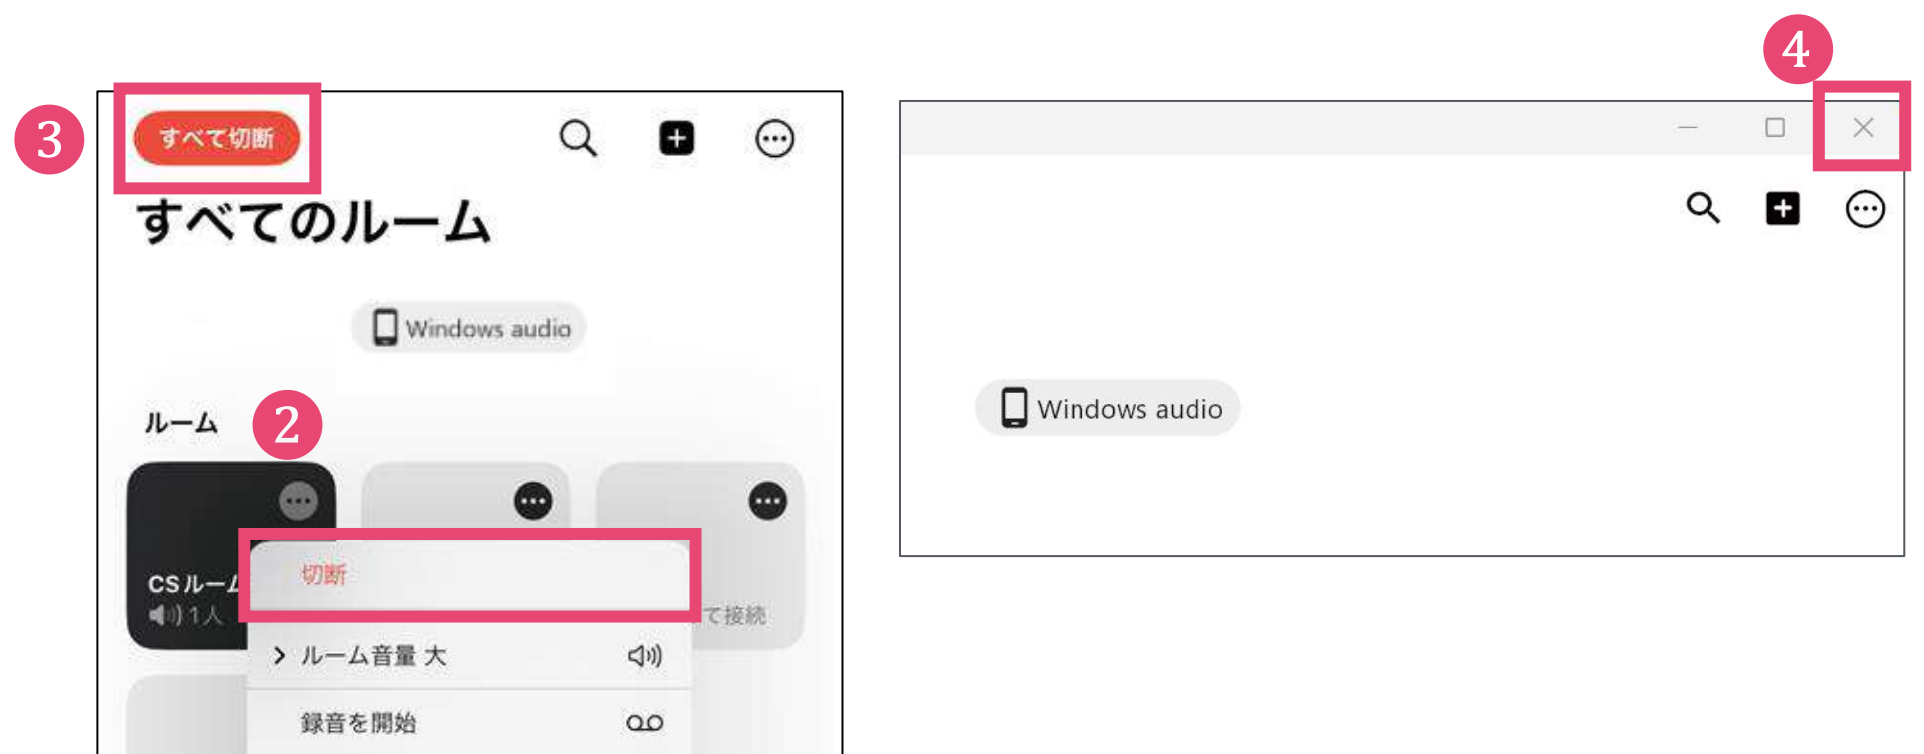 4
3
すべて切断
すべてのルーム
Windows audio
Windows audio
ルーム
2
CSルーム
1人
切断
て接続
ルーム音量 大
録音を開始